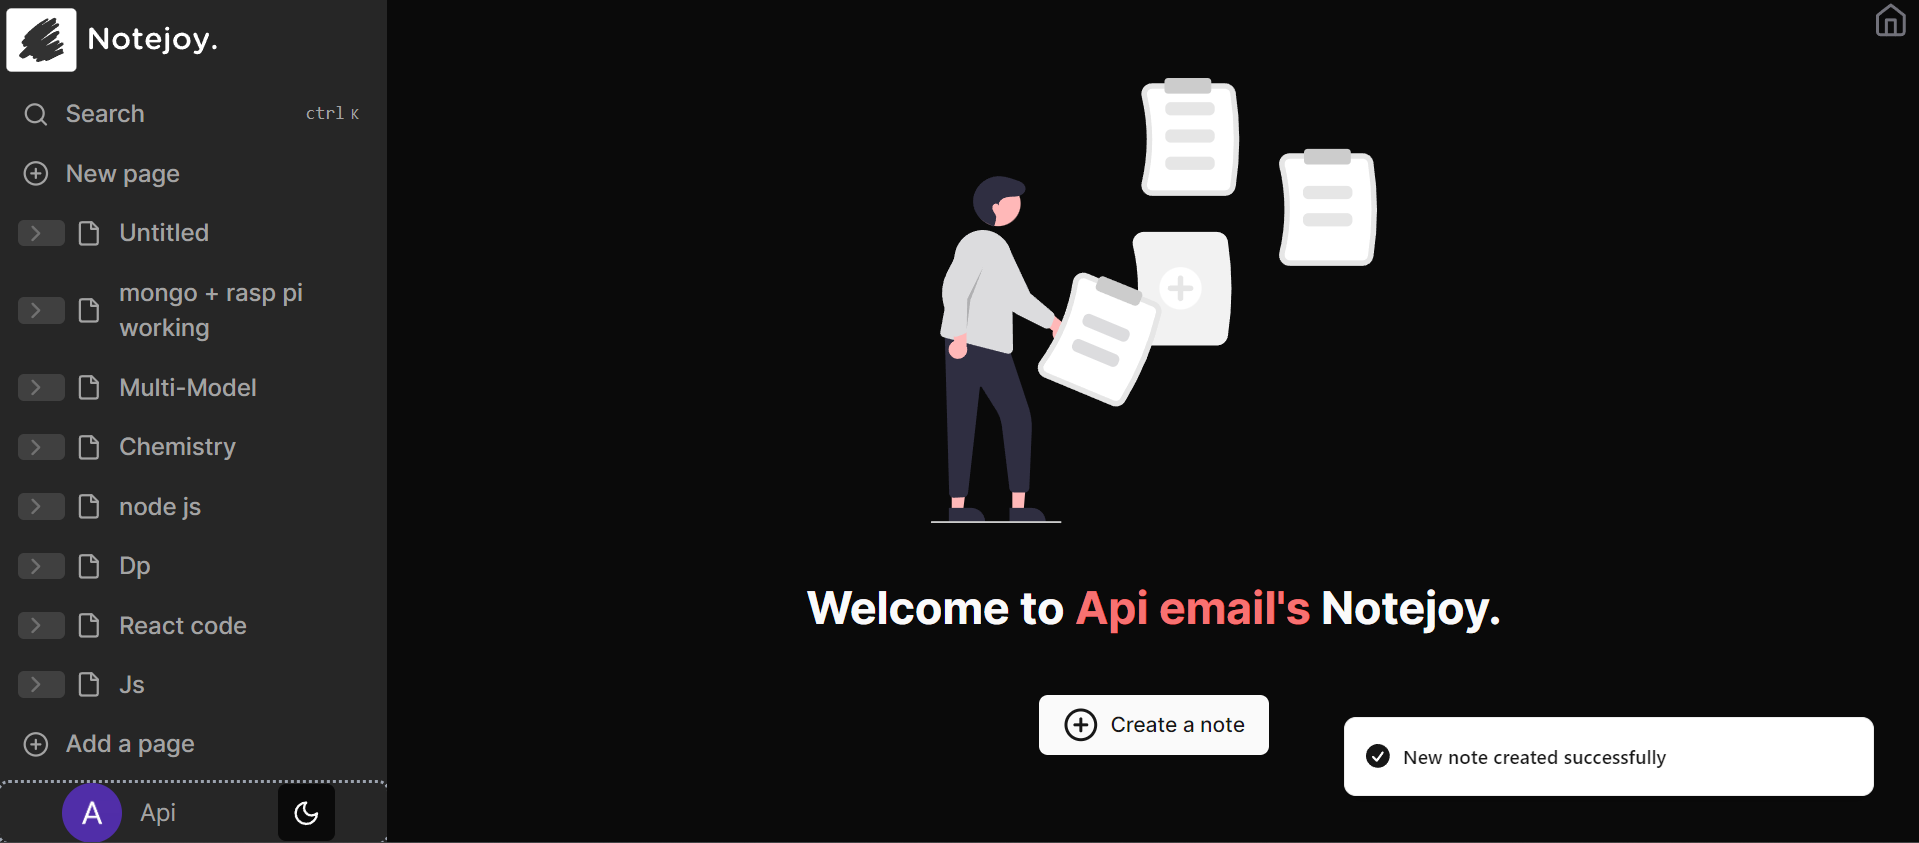 Notejoy.
Search ctrl K
New page
Untitled
mongo + rasp pi
working
Multi-Model
Chemistry
node js
Dp
React code
Js
Add a page
A Api
Welcome to Api email's Notejoy.
Create a note
New note created successfully